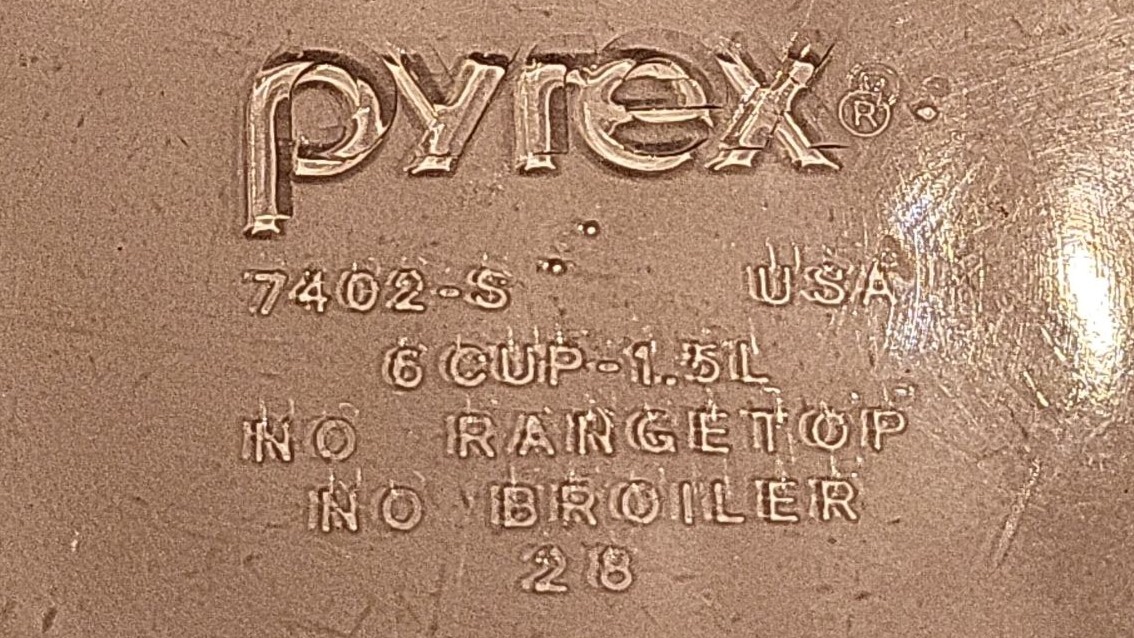 pyrex®
7402-S USA
6 CUP-1.5L
NO RANGETOP
NO BROILER
28